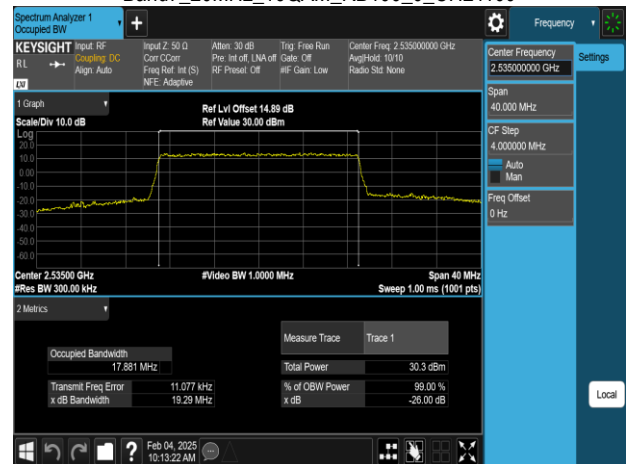 Spectrum Analyzer 1
Occupied BW
Frequency
KEYSIGHT
RL
LXI
Input: RF
Coupling: DC
Align: Auto
Input Z: 50 Ω
Corr CCorr
Freq Ref: Int (S)
NFE: Adaptive
Atten: 30 dB
Pre: Int off, LNA off
RF Preset: Off
Trig: Free Run
Gate: Off
#IF Gain: Low
Center Freq: 2.535000000 GHz
Avg|Hold: 10/10
Radio Std: None
Center Frequency
2.535000000 GHz
Settings
Span
40.000 MHz
CF Step
4.000000 MHz
Auto
Man
Freq Offset
0 Hz
1 Graph
Scale/Div 10.0 dB
Ref Lvl Offset 14.89 dB
Ref Value 30.00 dBm
Log
20.0
10.0
0.00
-10.0
-20.0
-30.0
-40.0
-50.0
-60.0
Center 2.53500 GHz
#Res BW 300.00 kHz
#Video BW 1.0000 MHz
Span 40 MHz
Sweep 1.00 ms (1001 pts)
2 Metrics
Measure Trace Trace 1
Occupied Bandwidth
17.881 MHz
Total Power 30.3 dBm
Transmit Freq Error 11.077 kHz
% of OBW Power 99.00 %
x dB Bandwidth 19.29 MHz
x dB -26.00 dB
Local
Feb 04, 2025
10:13:22 AM